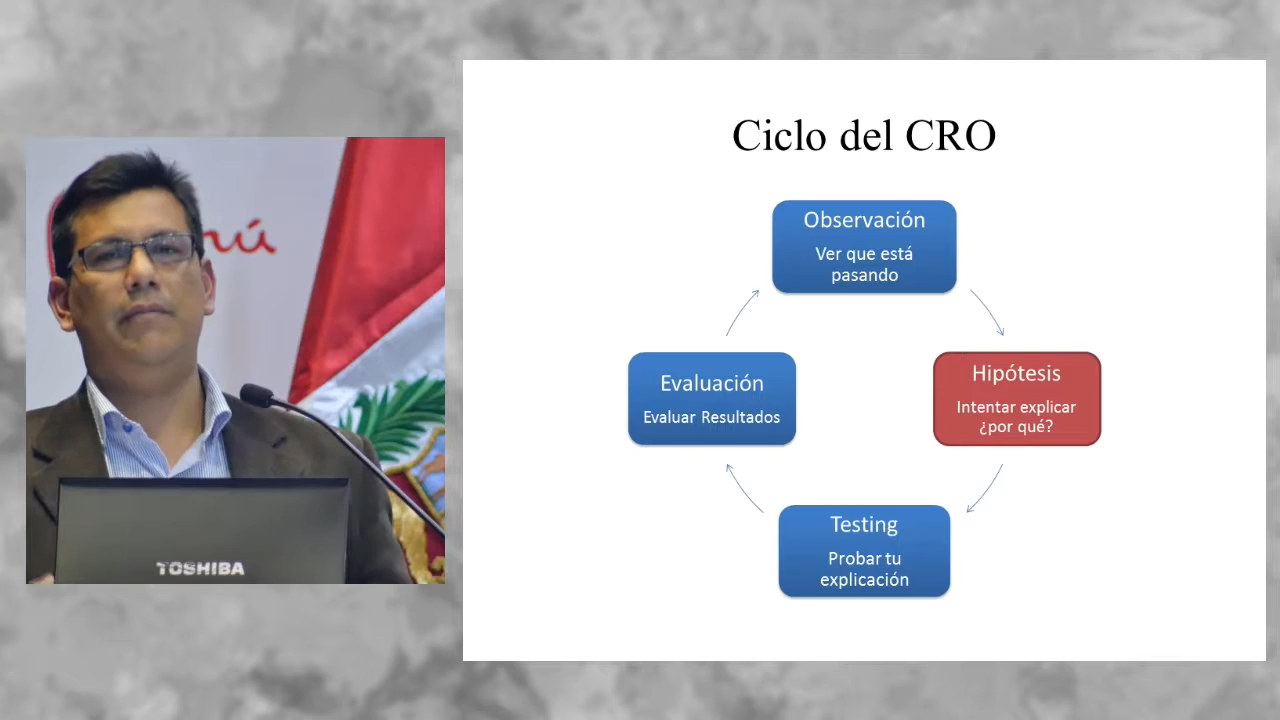 rú
TOSHIBA
Ciclo del CRO
Observación
Ver que está
pasando
Hipótesis
Intentar explicar
¿por qué?
Testing
Probar tu
explicación
Evaluación
Evaluar Resultados